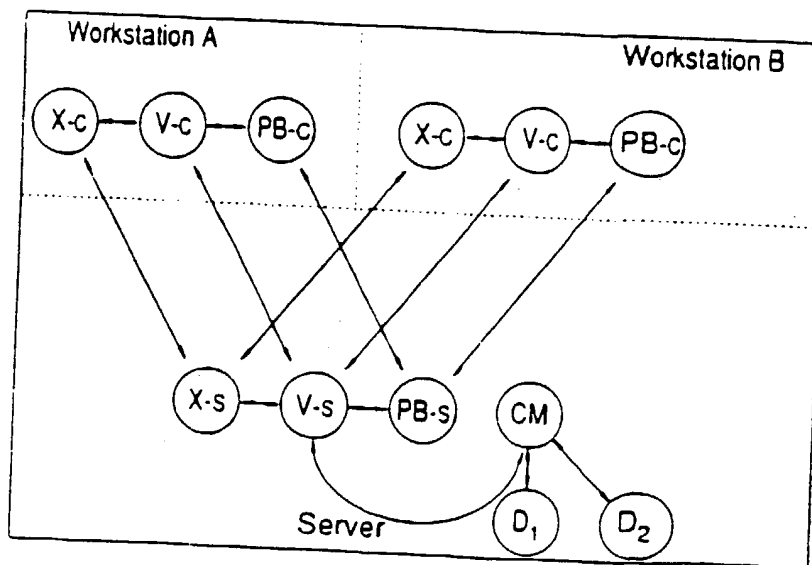 Workstation A
Workstation B
X-c
V-c
PB-c
X-c
V-c
PB-c
X-s
V-s
PB-s
CM
Server
D1
D2